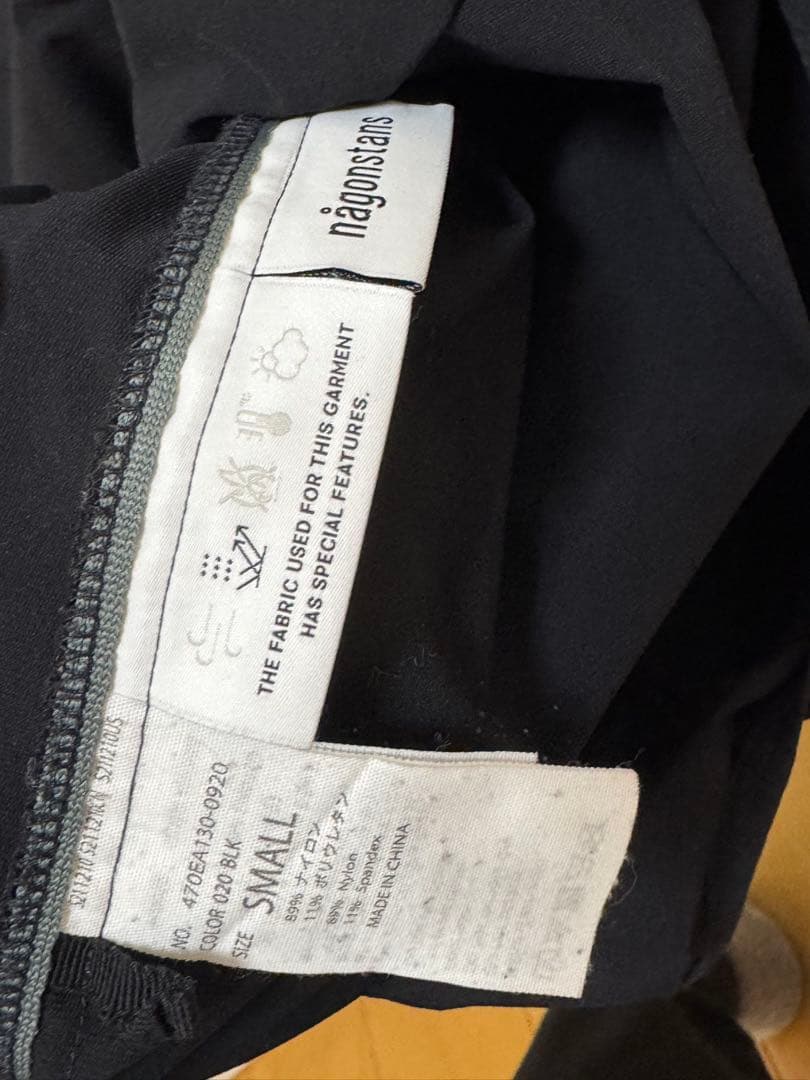 någonstans
THE FABRIC USED FOR THIS GARMENT
HAS SPECIAL FEATURES.
NO. 470EA130-0920
COLOR 020 BLK
SIZE SMALL
89% ナイロン
11% ポリウレタン
89% Nylon
11% Spandex
MADE IN CHINA